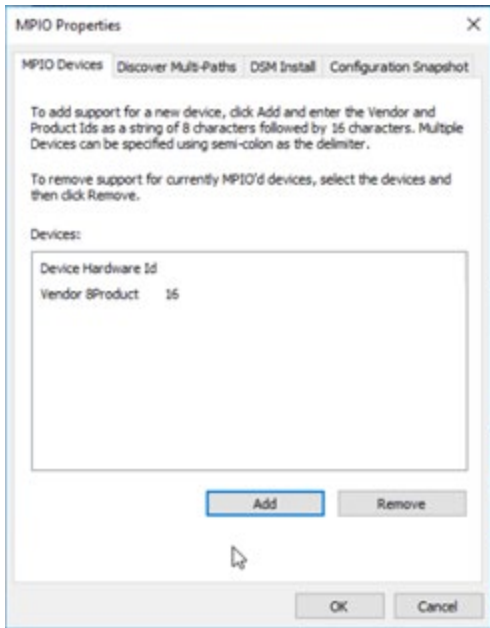 MPIO Properties
MPIO Devices Discover Multi-Paths DSM Install Configuration Snapshot
To add support for a new device, click Add and enter the Vendor and
Product Ids as a string of 8 characters followed by 16 characters. Multiple
Devices can be specified using semi-colon as the delimiter.
To remove support for currently MPIO'd devices, select the devices and
then click Remove.
Devices:
Device Hardware Id
Vendor 8Product 16
Add Remove
OK Cancel